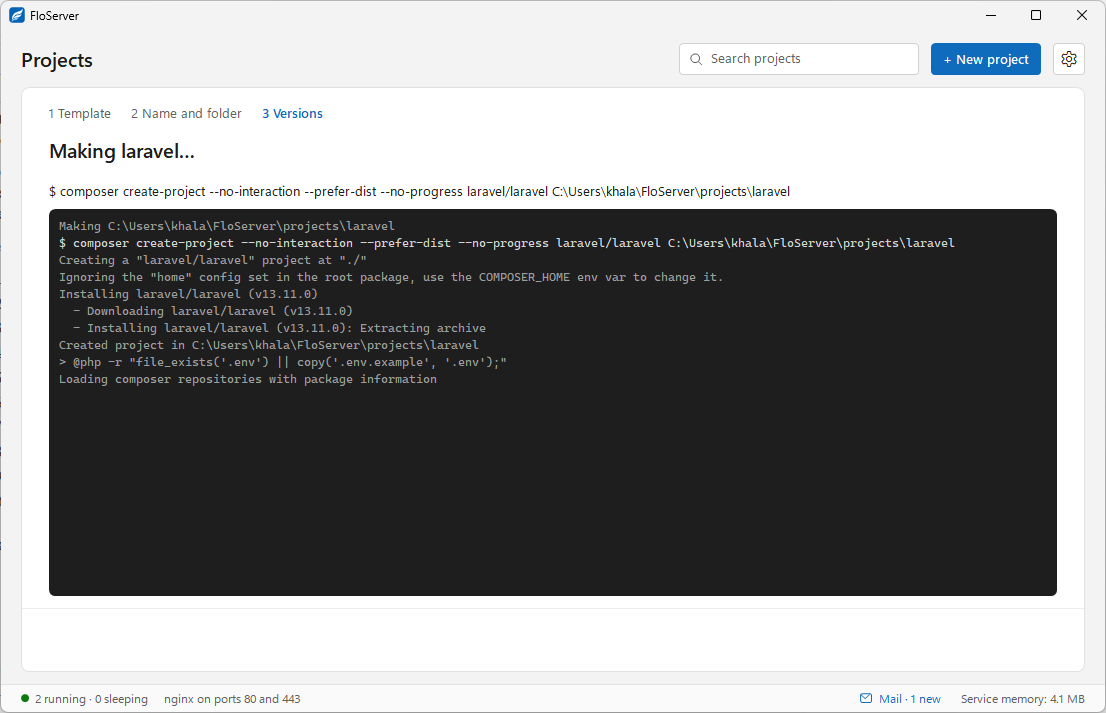 FloServer
Projects
Search projects
+ New project
1 Template 2 Name and folder 3 Versions
Making laravel...
$ composer create-project --no-interaction --prefer-dist --no-progress laravel/laravel C:\Users\khala\FloServer\projects\laravel
Making C:\Users\khala\FloServer\projects\laravel
$ composer create-project --no-interaction --prefer-dist --no-progress laravel/laravel C:\Users\khala\FloServer\projects\laravel
Creating a "laravel/laravel" project at "./"
Ignoring the "home" config set in the root package, use the COMPOSER_HOME env var to change it.
Installing laravel/laravel (v13.11.0)
  - Downloading laravel/laravel (v13.11.0)
  - Installing laravel/laravel (v13.11.0): Extracting archive
Created project in C:\Users\khala\FloServer\projects\laravel
> @php -r "file_exists('.env') || copy('.env.example', '.env');"
Loading composer repositories with package information
2 running · 0 sleeping nginx on ports 80 and 443 Mail · 1 new Service memory: 4.1 MB